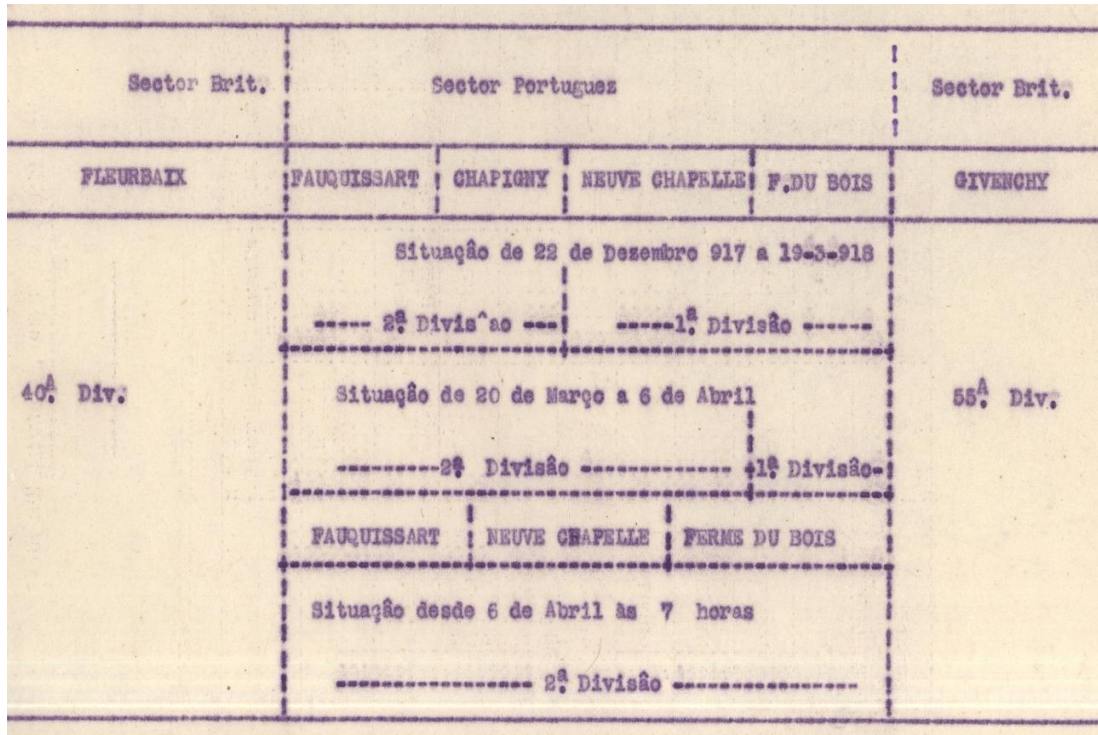 Sector Brit. Sector Portuguez Sector Brit.
FLEURBAIX FAUQUISSART CHAPIGNY NEUVE CHAPELLE F.DU BOIS GIVENCHY
Situação de 22 de Dezembro 917 a 19-3-918
----- 2ª. Divis^ao --- -----1ª. Divisão ------
40ª. Div. Situação de 20 de Março a 6 de Abril 55ª. Div.
---------2ª. Divisão ------------- -1ª. Divisão-
FAUQUISSART NEUVE CHAPELLE FERME DU BOIS
Situação desde 6 de Abril às 7 horas
----------------- 2ª. Divisão ----------------